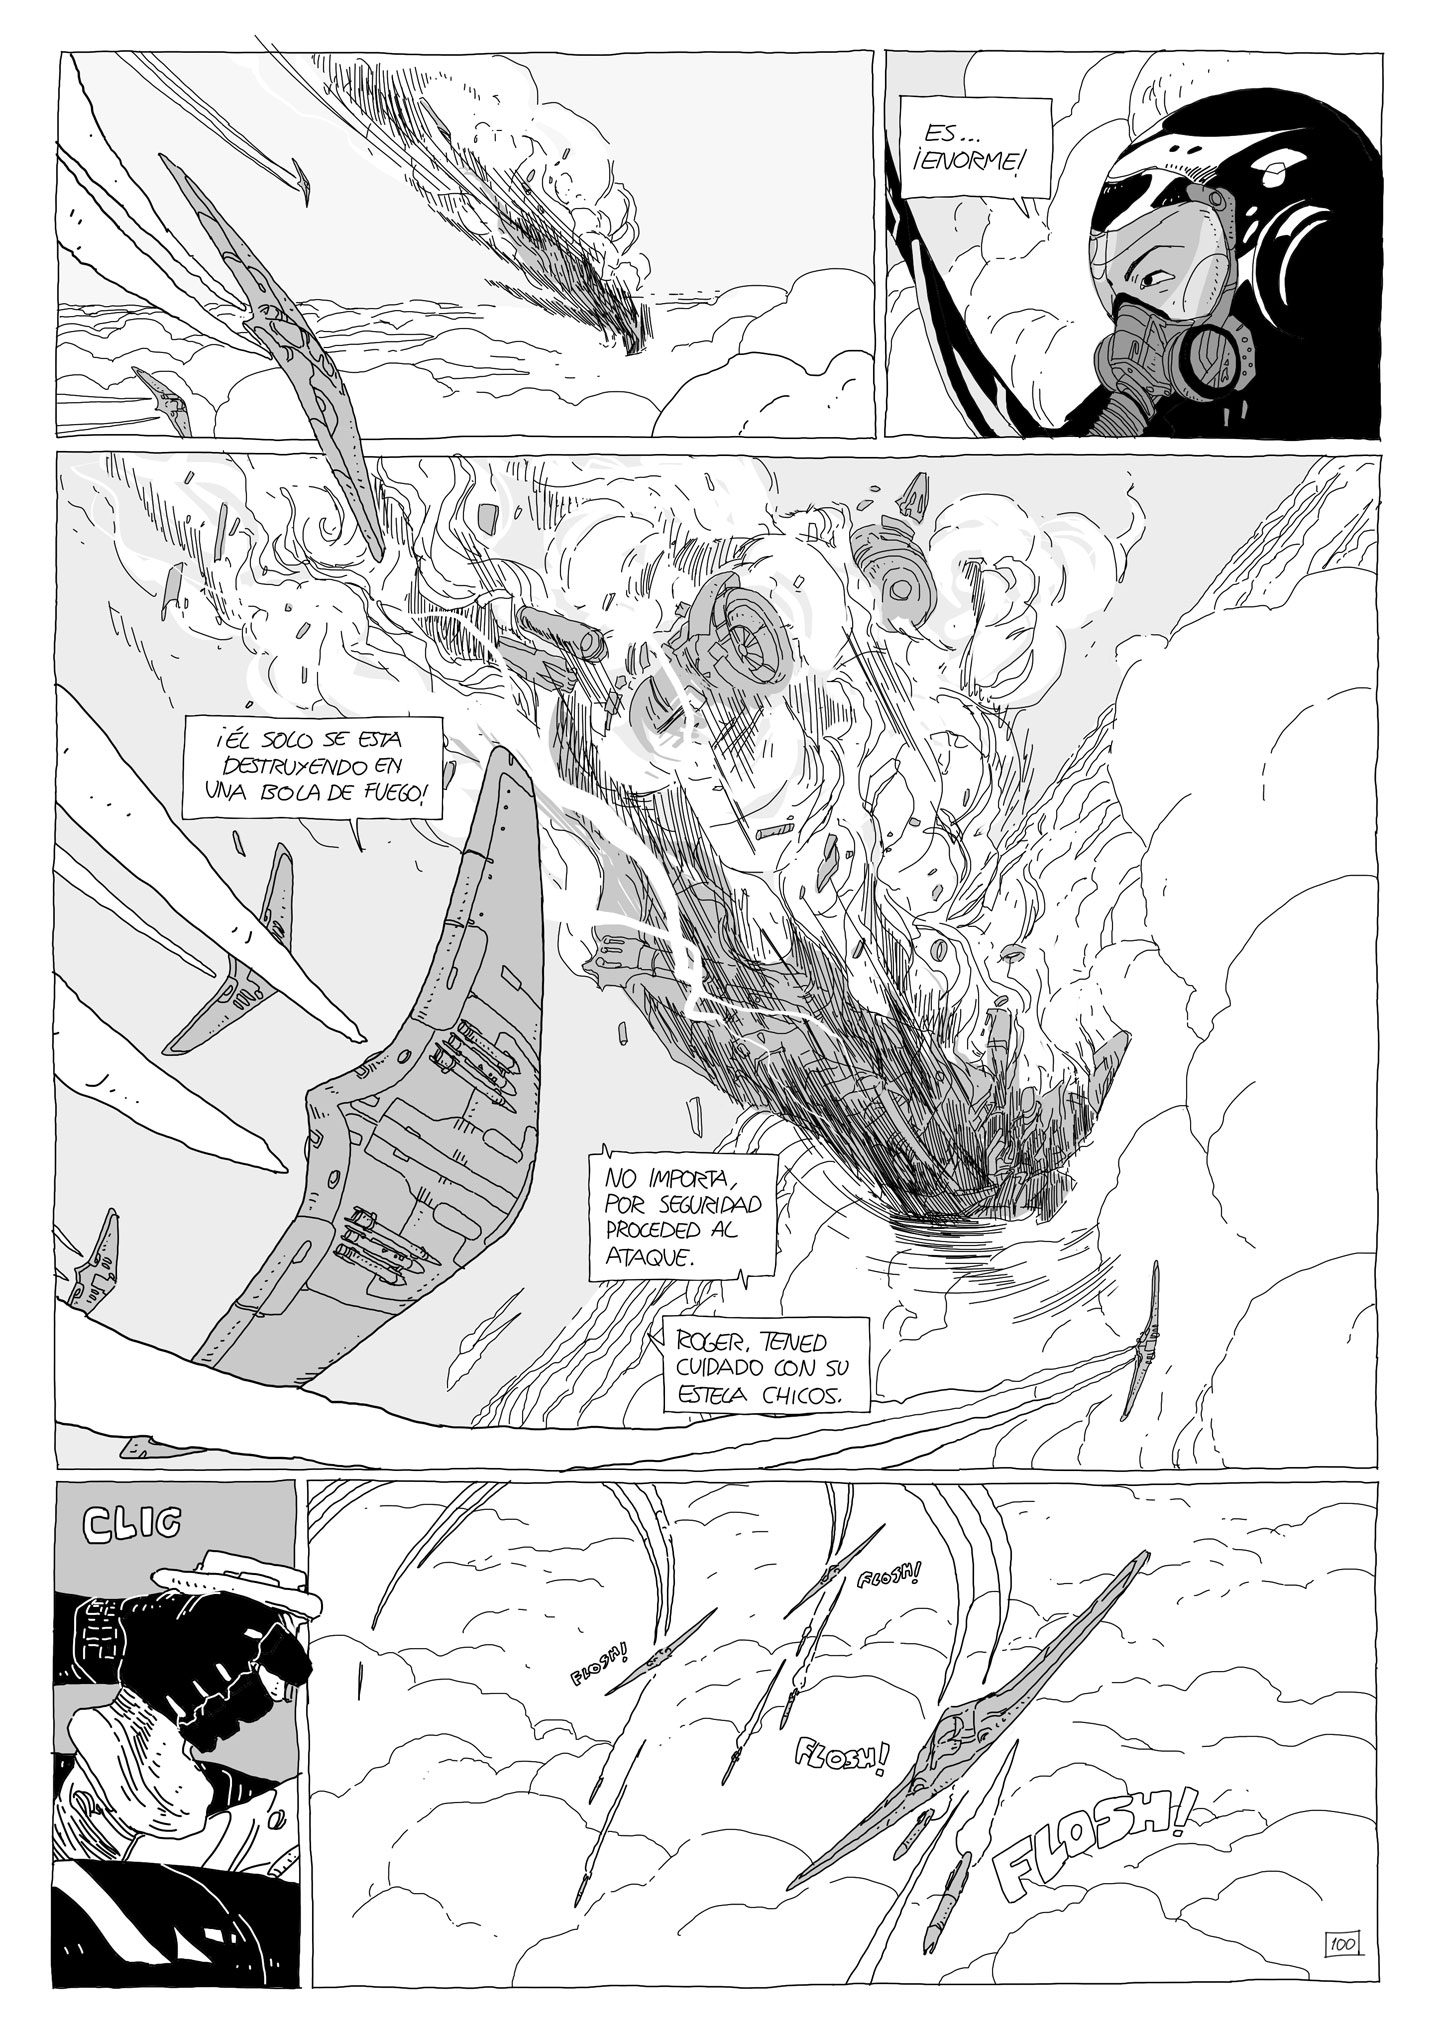 ES...
¡ENORME!
¡ÉL SOLO SE ESTA
DESTRUYENDO EN
UNA BOLA DE FUEGO!
NO IMPORTA,
POR SEGURIDAD
PROCEDED AL
ATAQUE.
ROGER, TENED
CUIDADO CON SU
ESTELA CHICOS.
CLIC
FLOSH!
FLOSH!
FLOSH!
FLOSH!
100